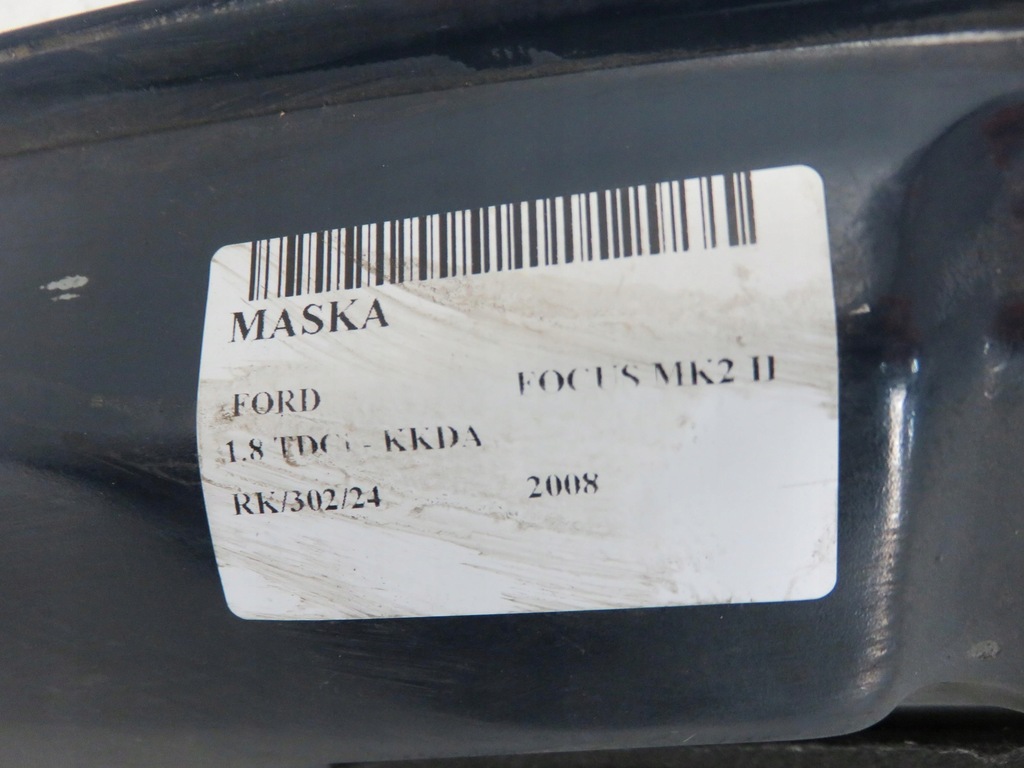 MASKA
FORD FOCUS MK2 II
1.8 TDCi - KKDA
RK/302/24 2008